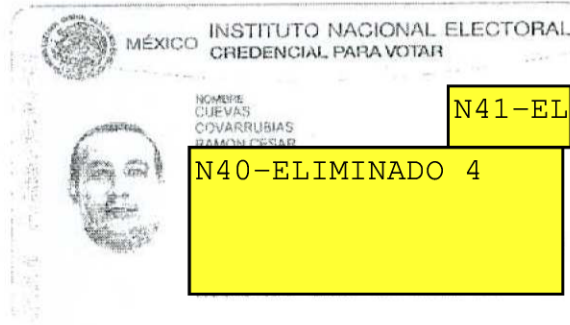 INSTITUTO NACIONAL ELECTORAL
MÉXICO
CREDENCIAL PARA VOTAR
NOMBRE
CUEVAS
COVARRUBIAS
RAMON CESAR
N41-EL
N40-ELIMINADO 4